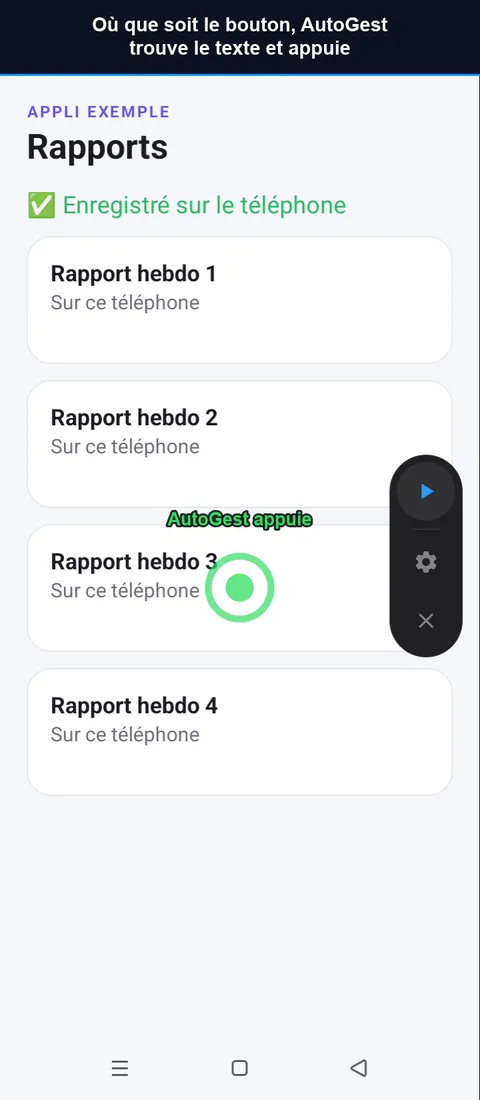 Où que soit le bouton, AutoGest
trouve le texte et appuie
APPLI EXEMPLE
Rapports
✅ Enregistré sur le téléphone
Rapport hebdo 1
Sur ce téléphone
Rapport hebdo 2
Sur ce téléphone
AutoGest appuie
Rapport hebdo 3
Sur ce téléphone
Rapport hebdo 4
Sur ce téléphone